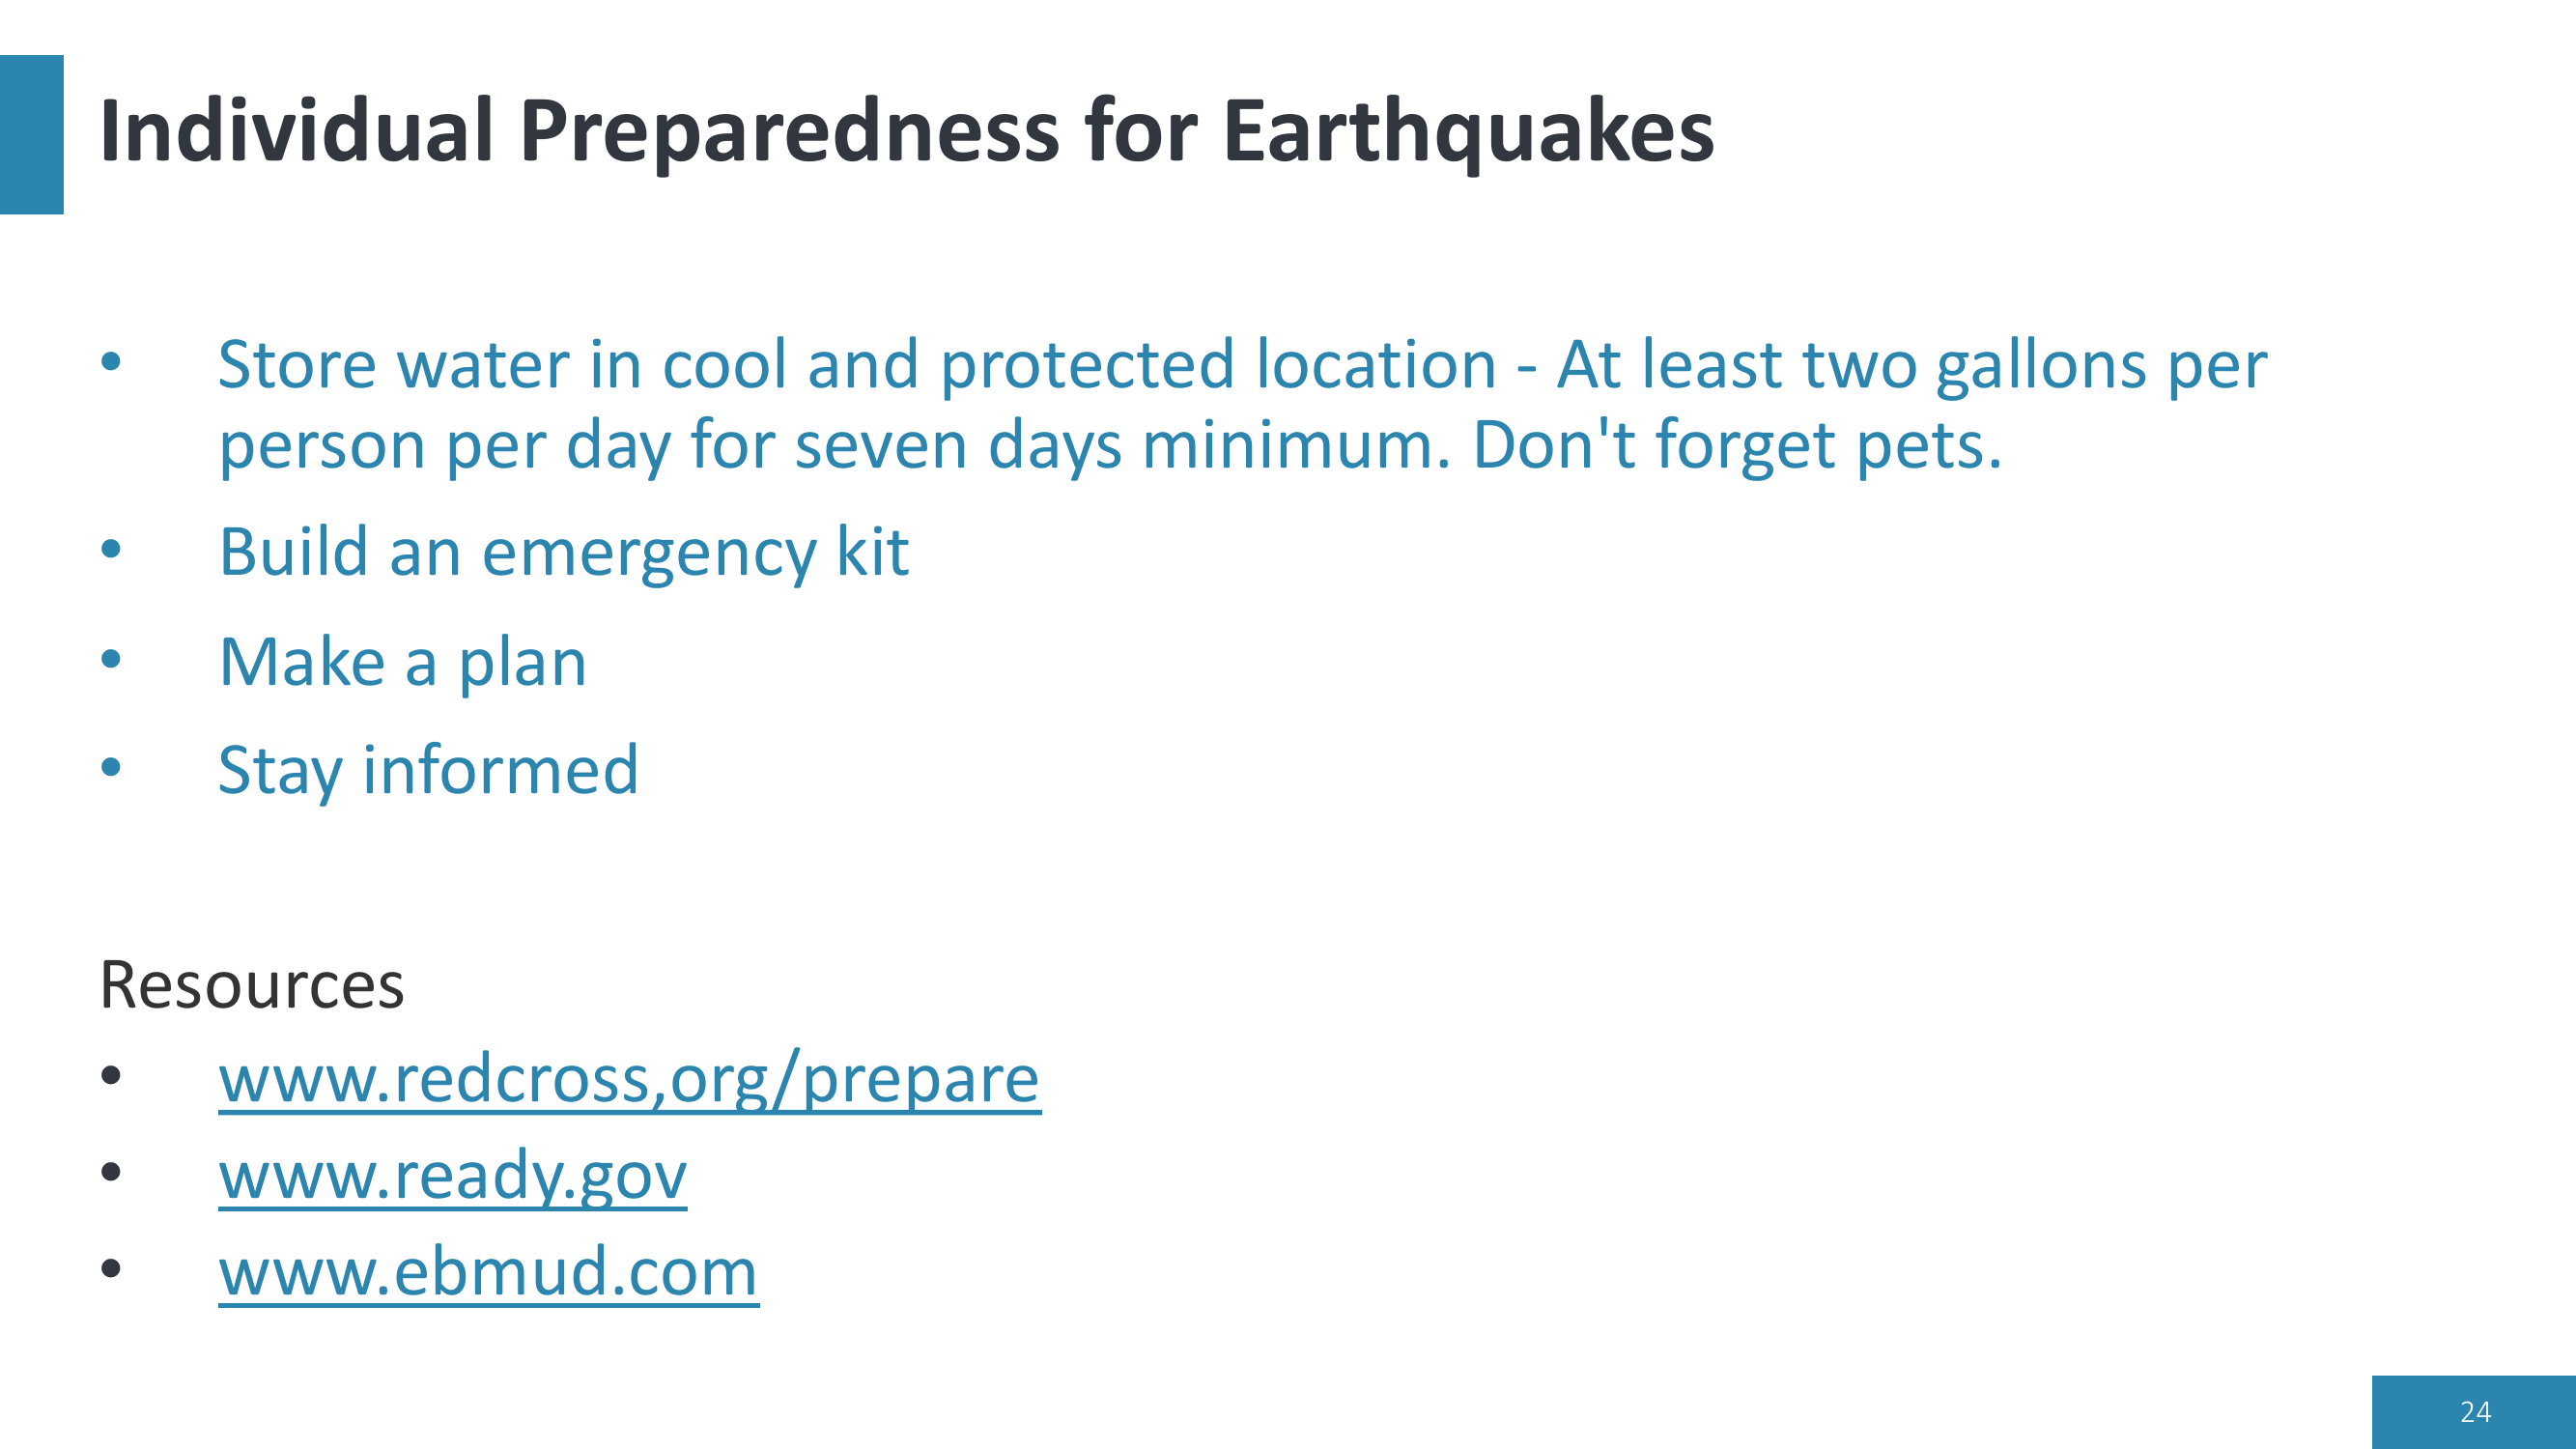 Individual Preparedness for Earthquakes
• Store water in cool and protected location - At least two gallons per
person per day for seven days minimum. Don't forget pets.
• Build an emergency kit
• Make a plan
• Stay informed
Resources
• www.redcross,org/prepare
• www.ready.gov
• www.ebmud.com
24